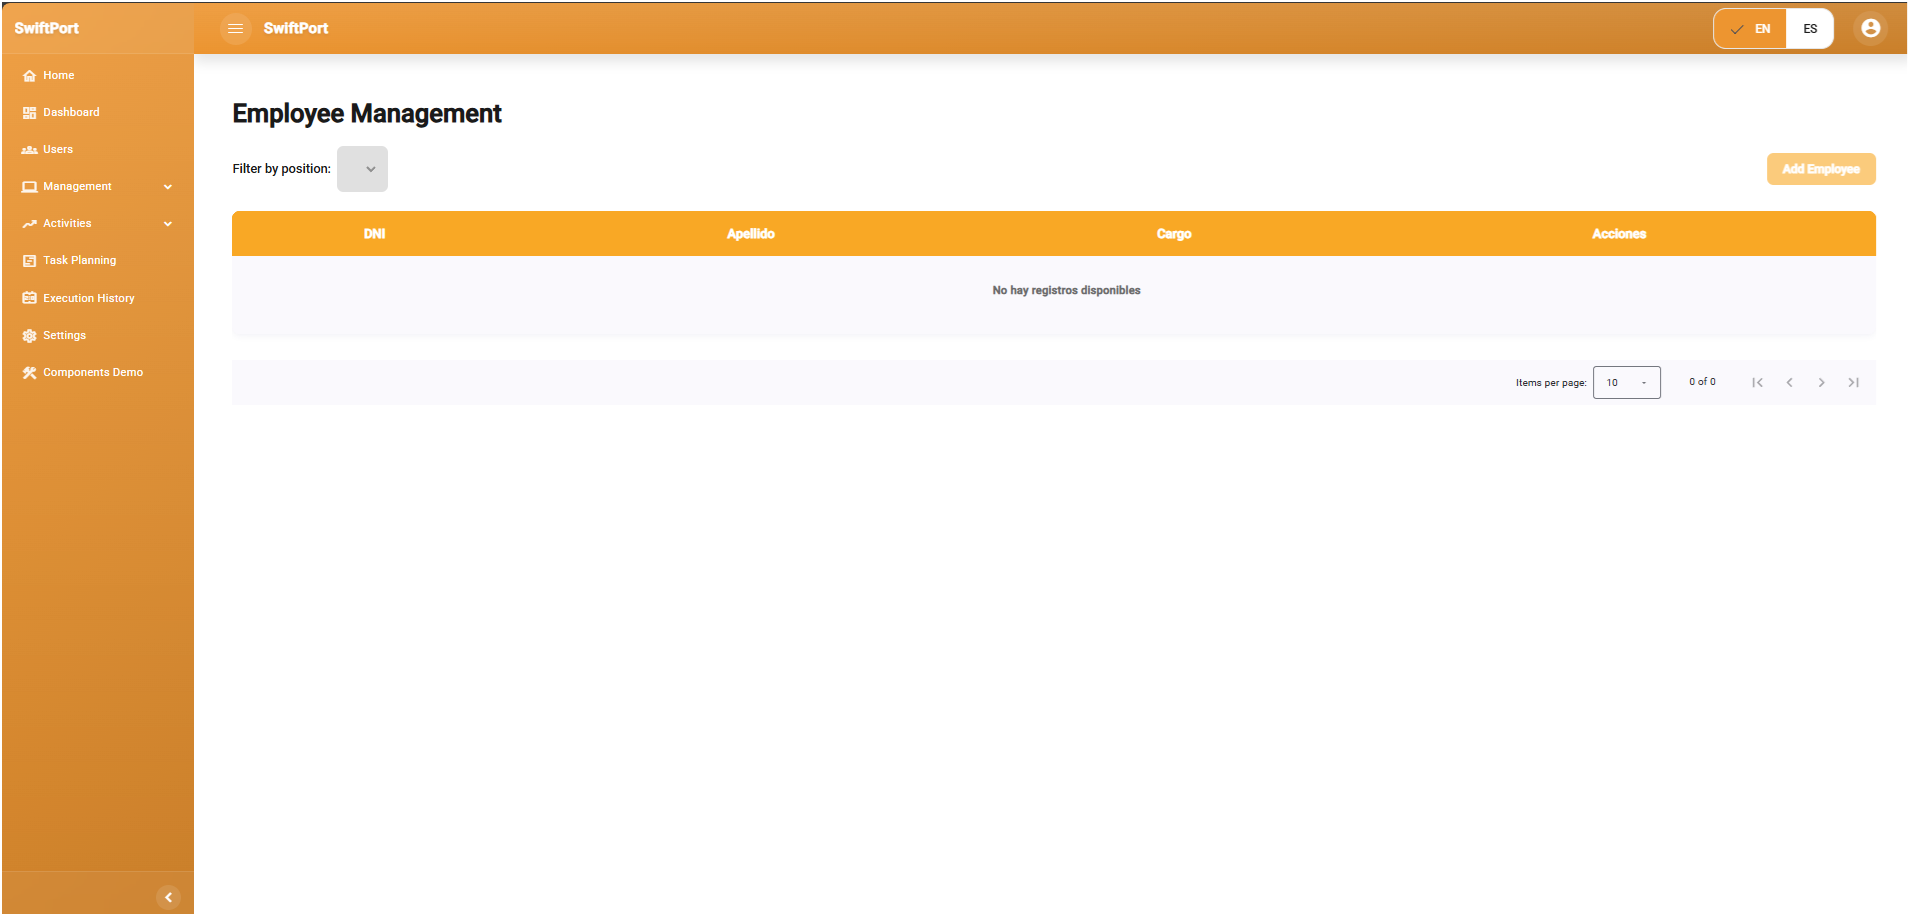 SwiftPort
SwiftPort
EN
ES
Home
Dashboard
Users
Management
Activities
Task Planning
Execution History
Settings
Components Demo
Employee Management
Filter by position:
Add Employee
DNI Apellido Cargo Acciones
No hay registros disponibles
Items per page: 10 0 of 0